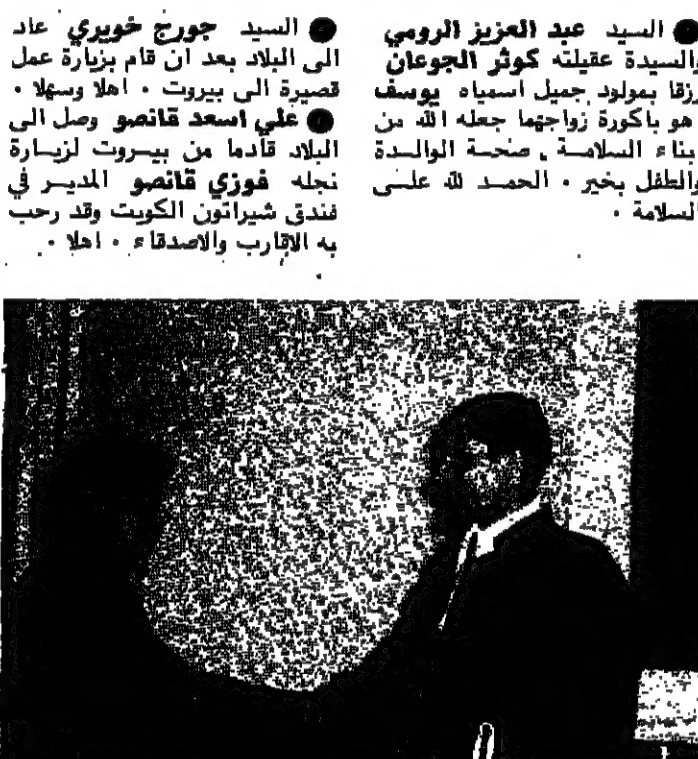 ● السيد عبد العزيز الرومي
والسيدة عقيلته كوثر الجوعان
رزقا بمولود جميل اسمياه يوسف
هو باكورة زواجهما جعله الله من
بناء السلامة . صحة الوالدة
والطفل بخير . الحمد لله على
السلامة .
● السيد جورج خويري عاد
الى البلاد بعد ان قام بزيارة عمل
قصيرة الى بيروت . اهلا وسهلا .
● علي اسعد قانصو وصل الى
البلاد قادما من بيروت لزيارة
نجله فوزي قانصو المدير في
فندق شيراتون الكويت وقد رحب
به الاقارب والاصدقاء . اهلا .